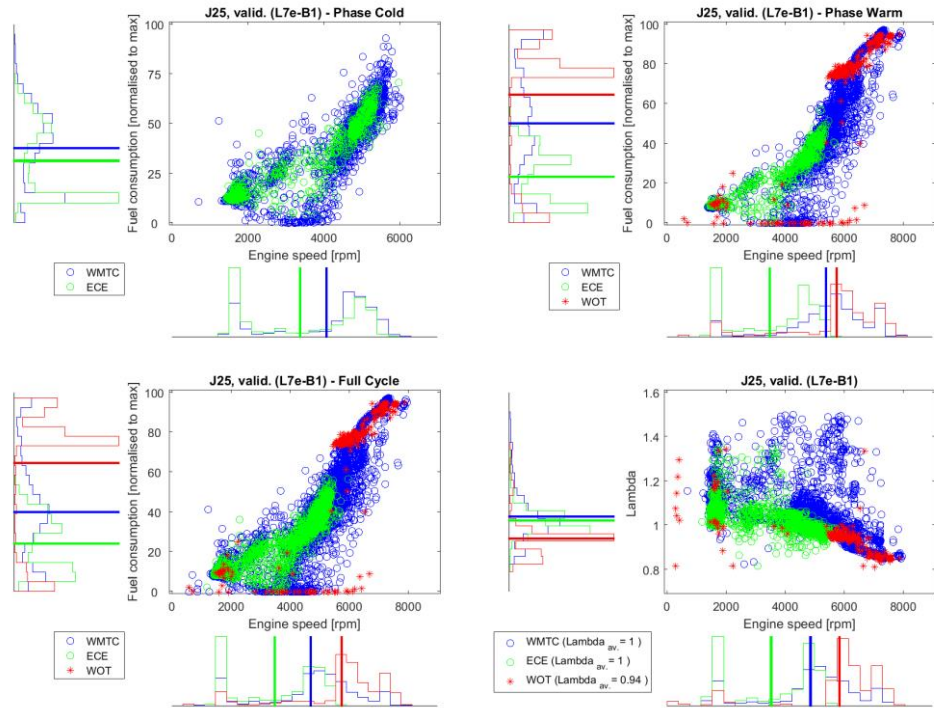 J25, valid. (L7e-B1) - Phase Cold
Fuel consumption [normalised to max]
100
75
50
25
0
0 2000 4000 6000
Engine speed [rpm]
WMTC
ECE
J25, valid. (L7e-B1) - Phase Warm
Fuel consumption [normalised to max]
100
80
60
40
20
0
0 2000 4000 6000 8000
Engine speed [rpm]
WMTC
ECE
WOT
J25, valid. (L7e-B1) - Full Cycle
Fuel consumption [normalised to max]
100
80
60
40
20
0
0 2000 4000 6000 8000
Engine speed [rpm]
WMTC
ECE
WOT
J25, valid. (L7e-B1)
Lambda
1.6
1.4
1.2
1
0.8
0 2000 4000 6000 8000
Engine speed [rpm]
WMTC (Lambda av. = 1)
ECE (Lambda av. = 1 )
WOT (Lambda av. = 0.94 )